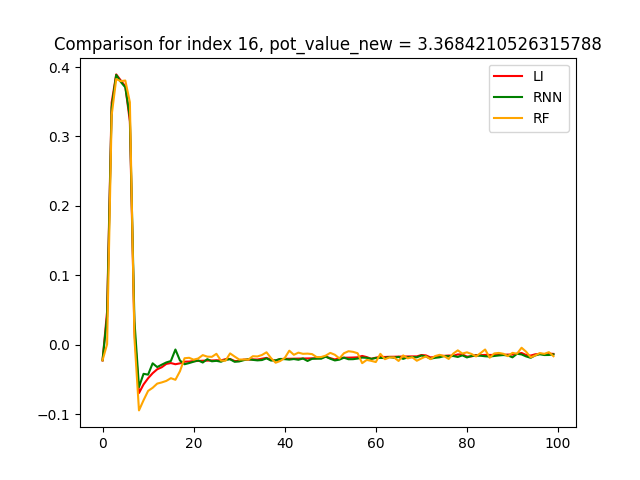 Comparison for index 16, pot_value_new = 3.3684210526315788
LI
RNN
RF
0.4
0.3
0.2
0.1
0.0
−0.1
0 20 40 60 80 100